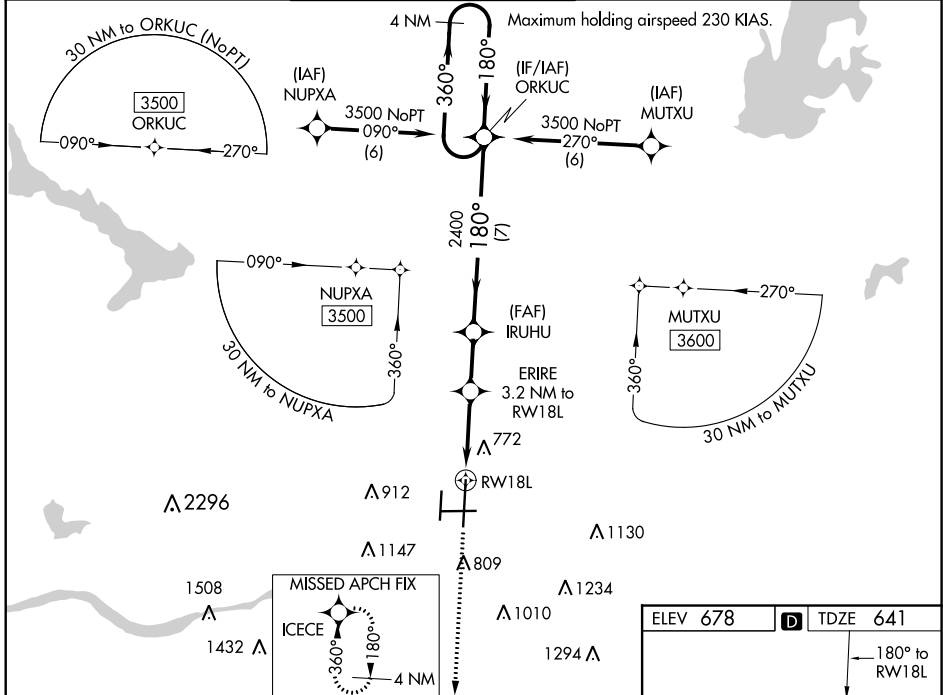 4 NM
Maximum holding airspeed 230 KIAS.
30 NM to ORKUC (NoPT)
3500
ORKUC
090°
270°
(IAF)
NUPXA
3500 NoPT
090°
(6)
360°
180°
(IF/IAF)
ORKUC
(IAF)
MUTXU
3500 NoPT
270°
(6)
2400
180°
(7)
090°
NUPXA
3500
360°
30 NM to NUPXA
(FAF)
IRUHU
ERIRE
3.2 NM to
RW18L
270°
MUTXU
3600
360°
30 NM to MUTXU
772
RW18L
2296
912
1130
1147
809
1508
1234
1010
1432
1294
MISSED APCH FIX
ICECE
360°
180°
4 NM
ELEV 678
D
TDZE 641
180° to
RW18L